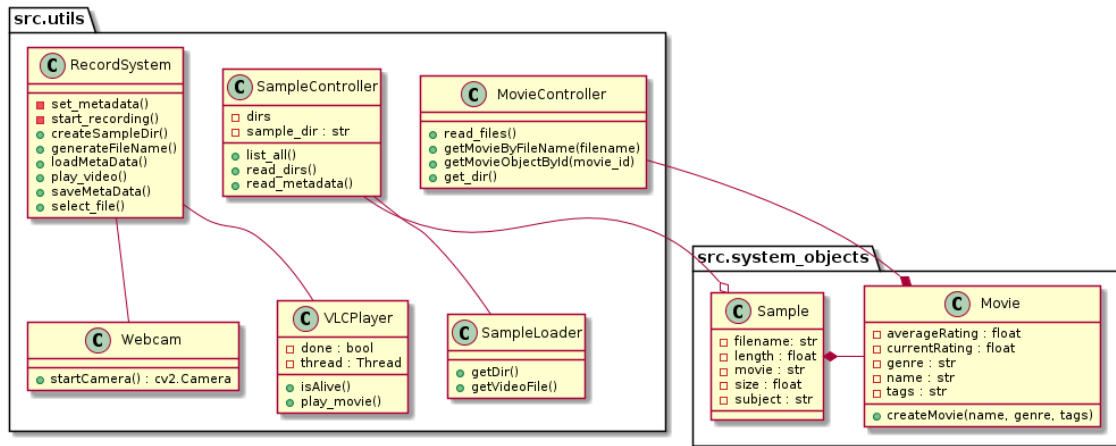 src.utils
C RecordSystem
set_metadata()
start_recording()
createSampleDir()
generateFileName()
loadMetaData()
play_video()
saveMetaData()
select_file()
C SampleController
dirs
sample_dir : str
list_all()
read_dirs()
read_metadata()
C MovieController
read_files()
getMovieByFileName(filename)
getMovieObjectById(movie_id)
get_dir()
C Webcam
startCamera() : cv2.Camera
C VLCPlayer
done : bool
thread : Thread
isAlive()
play_movie()
C SampleLoader
getDir()
getVideoFile()
src.system_objects
C Sample
filename: str
length : float
movie : str
size : float
subject : str
C Movie
averageRating : float
currentRating : float
genre : str
name : str
tags : str
createMovie(name, genre, tags)